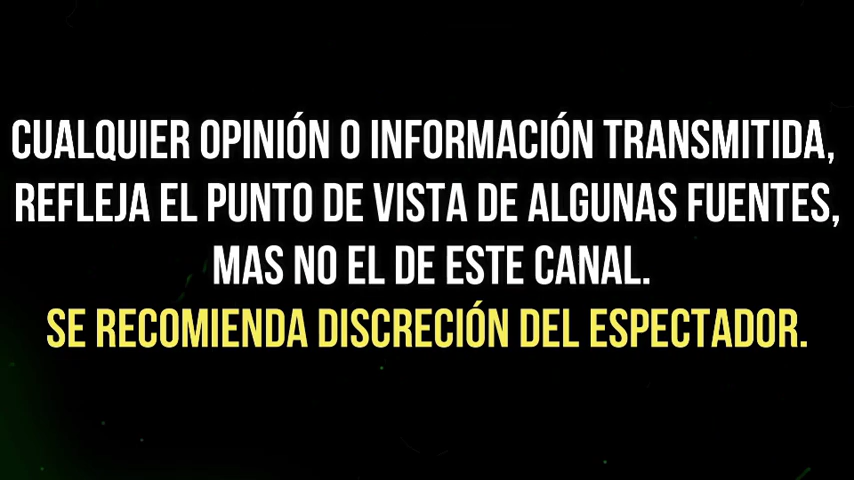 CUALQUIER OPINIÓN O INFORMACIÓN TRANSMITIDA,
REFLEJA EL PUNTO DE VISTA DE ALGUNAS FUENTES,
MAS NO EL DE ESTE CANAL.
SE RECOMIENDA DISCRECIÓN DEL ESPECTADOR.